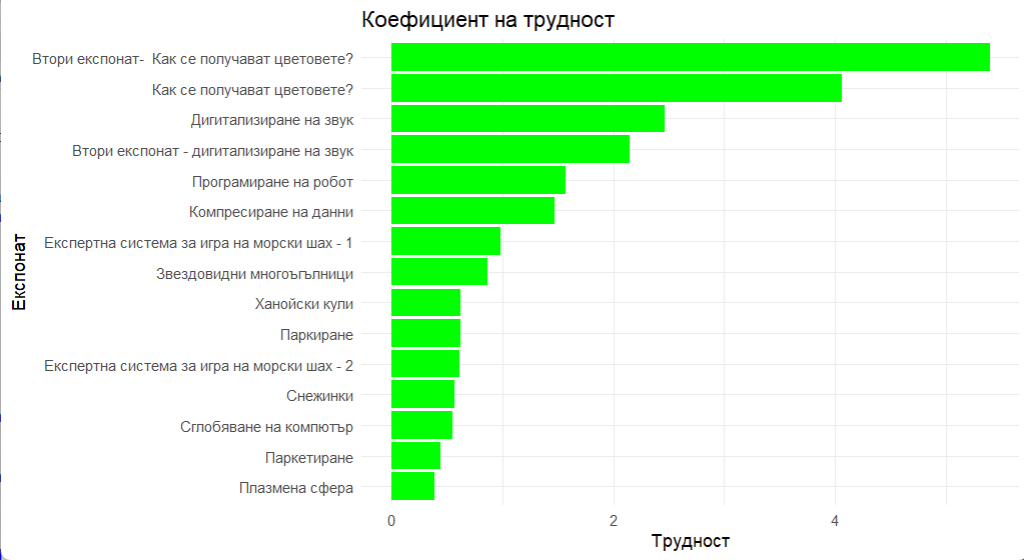 Коефициент на трудност
Втори експонат-  Как се получават цветовете?
Как се получават цветовете?
Дигитализиране на звук
Втори експонат - дигитализиране на звук
Програмиране на робот
Компресиране на данни
Експертна система за игра на морски шах - 1
Звездовидни многоъгълници
Ханойски кули
Паркиране
Експертна система за игра на морски шах - 2
Снежинки
Сглобяване на компютър
Паркетиране
Плазмена сфера
Експонат
0 2 4
Трудност